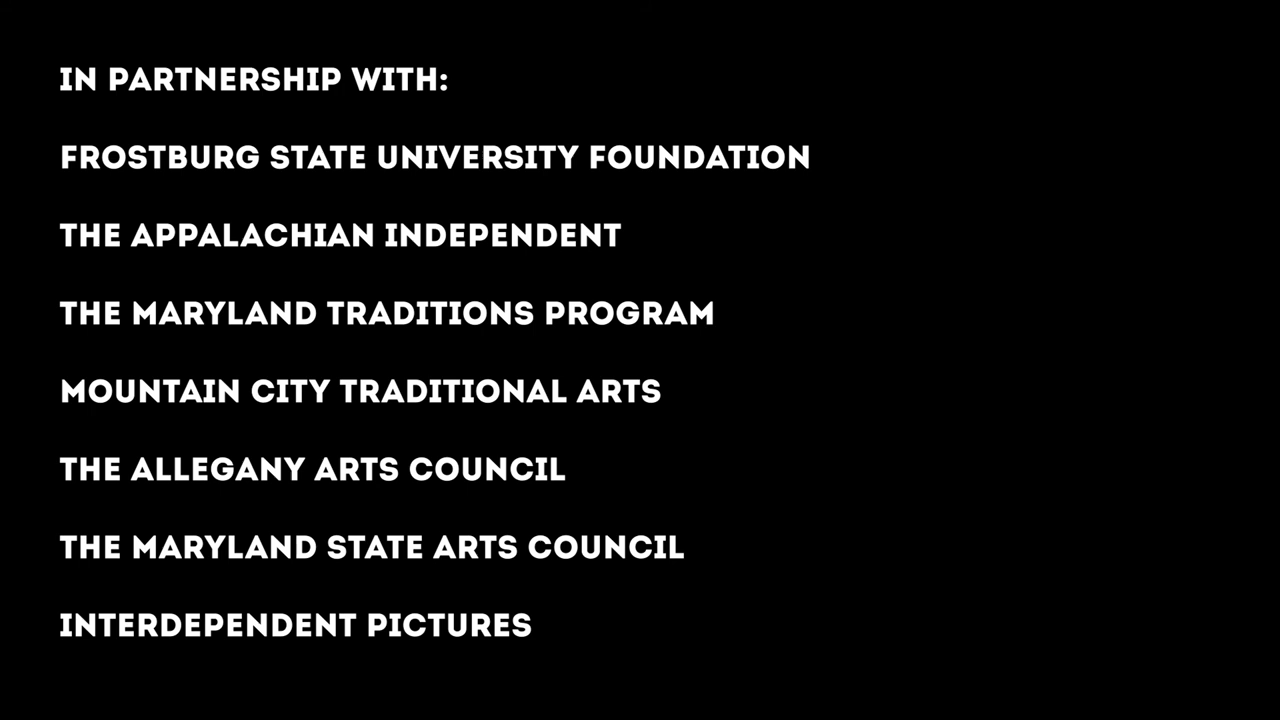 IN PARTNERSHIP WITH:
FROSTBURG STATE UNIVERSITY FOUNDATION
THE APPALACHIAN INDEPENDENT
THE MARYLAND TRADITIONS PROGRAM
MOUNTAIN CITY TRADITIONAL ARTS
THE ALLEGANY ARTS COUNCIL
THE MARYLAND STATE ARTS COUNCIL
INTERDEPENDENT PICTURES